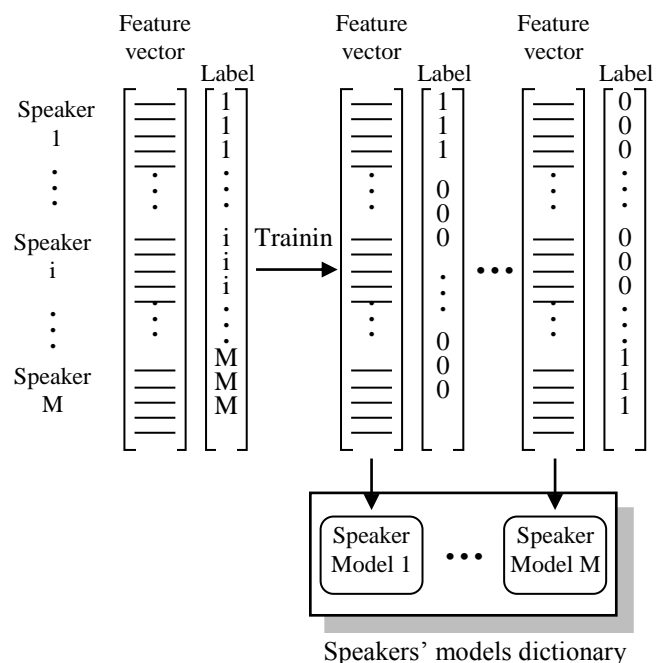 Feature
vector
Label
Speaker
1
1
1
1
Speaker
i
i
i
i
Speaker
M
M
M
M
Trainin
Feature
vector
Label
1
1
1
0
0
0
0
0
0
Feature
vector
Label
0
0
0
0
0
0
1
1
1
Speaker
Model 1
Speaker
Model M
Speakers’ models dictionary